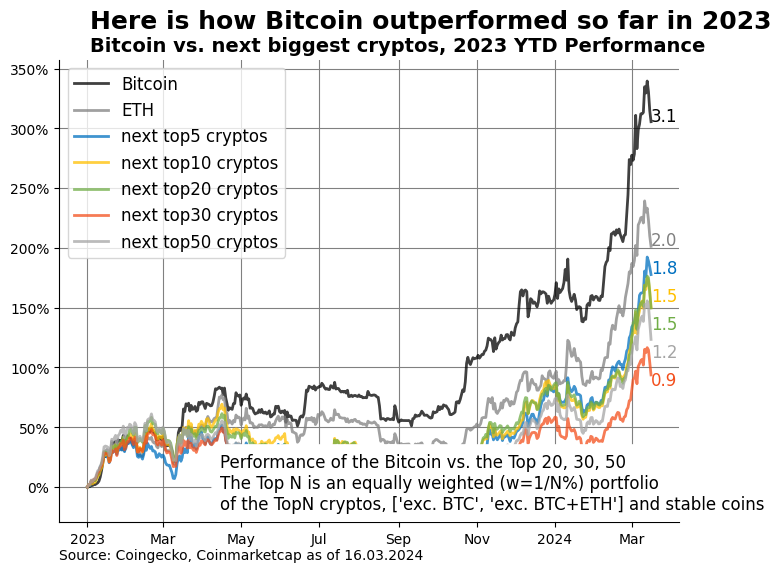 Here is how Bitcoin outperformed so far in 2023
Bitcoin vs. next biggest cryptos, 2023 YTD Performance
350%
300%
250%
200%
150%
100%
50%
0%
Bitcoin
ETH
next top5 cryptos
next top10 cryptos
next top20 cryptos
next top30 cryptos
next top50 cryptos
3.1
2.0
1.8
1.5
1.5
1.2
0.9
Performance of the Bitcoin vs. the Top 20, 30, 50
The Top N is an equally weighted (w=1/N%) portfolio
of the TopN cryptos, ['exc. BTC', 'exc. BTC+ETH'] and stable coins
2023 Mar May Jul Sep Nov 2024 Mar
Source: Coingecko, Coinmarketcap as of 16.03.2024